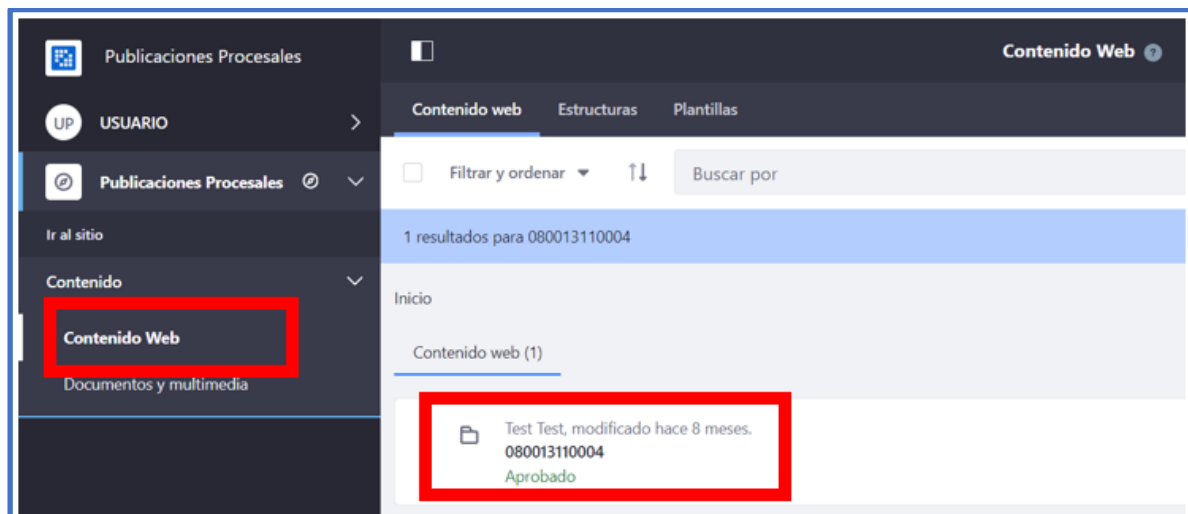 Publicaciones Procesales
UP USUARIO
Publicaciones Procesales
Ir al sitio
Contenido
Contenido Web
Documentos y multimedia
Contenido Web ?
Contenido web Estructuras Plantillas
Filtrar y ordenar Buscar por
1 resultados para 080013110004
Inicio
Contenido web (1)
Test Test, modificado hace 8 meses.
080013110004
Aprobado